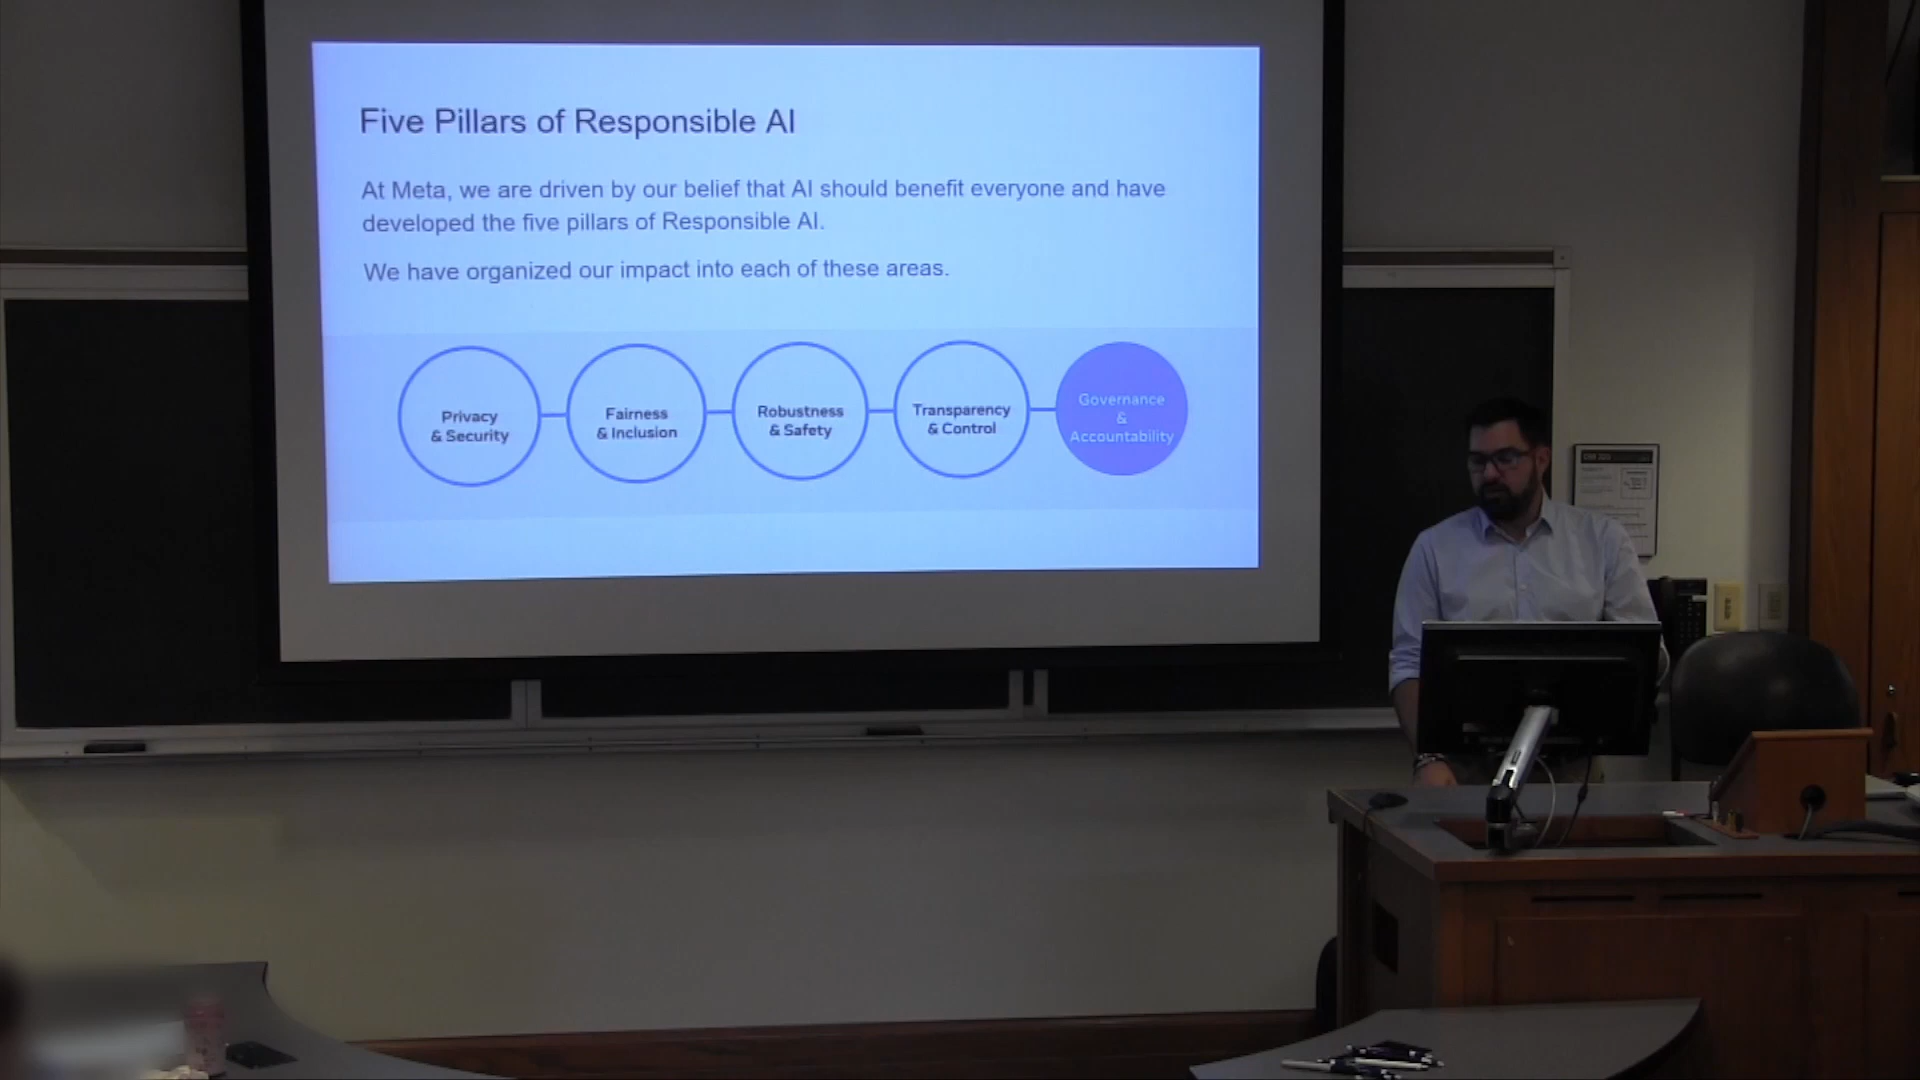 Five Pillars of Responsible AI
At Meta, we are driven by our belief that AI should benefit everyone and have
developed the five pillars of Responsible AI.
We have organized our impact into each of these areas.
Privacy
& Security
Fairness
& Inclusion
Robustness
& Safety
Transparency
& Control
Governance
&
Accountability